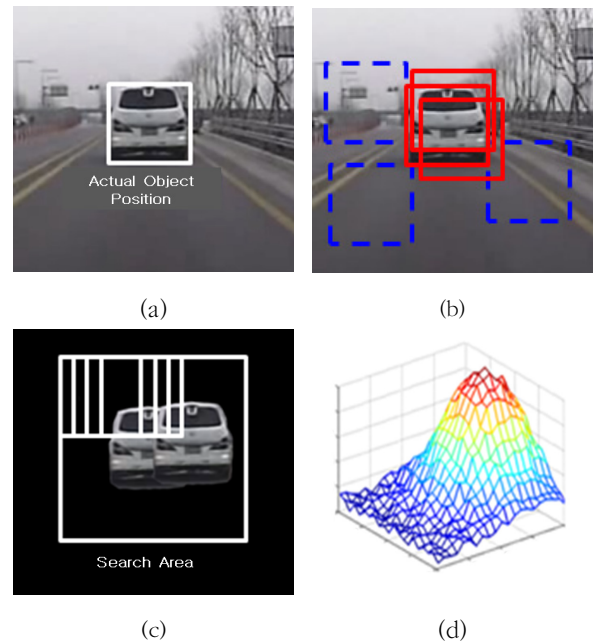 Actual Object
Position
(a)
(b)
Search Area
(c)
(d)